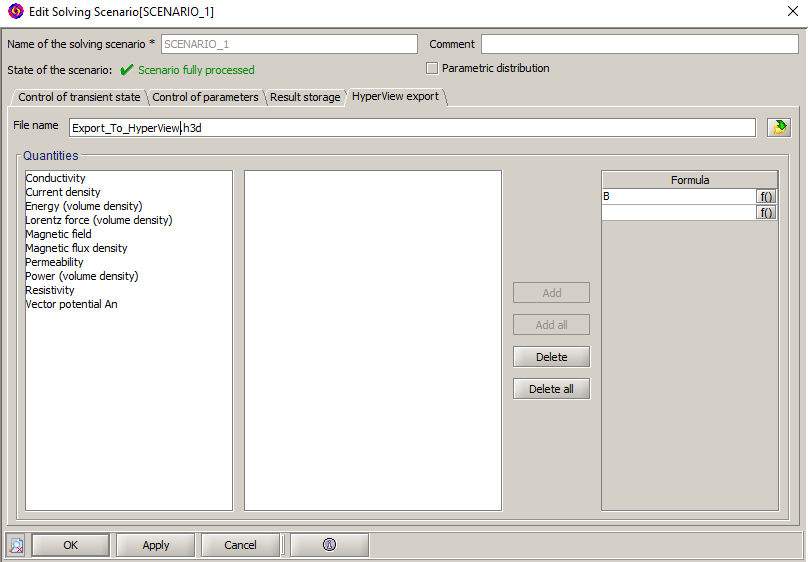 Edit Solving Scenario[SCENARIO_1]
Name of the solving scenario * SCENARIO_1 Comment
State of the scenario: Scenario fully processed Parametric distribution
Control of transient state Control of parameters Result storage HyperView export
File name Export_To_HyperView.h3d
Quantities
Conductivity
Current density
Energy (volume density)
Lorentz force (volume density)
Magnetic field
Magnetic flux density
Permeability
Power (volume density)
Resistivity
Vector potential An
Add
Add all
Delete
Delete all
Formula
B f()
f()
OK Apply Cancel